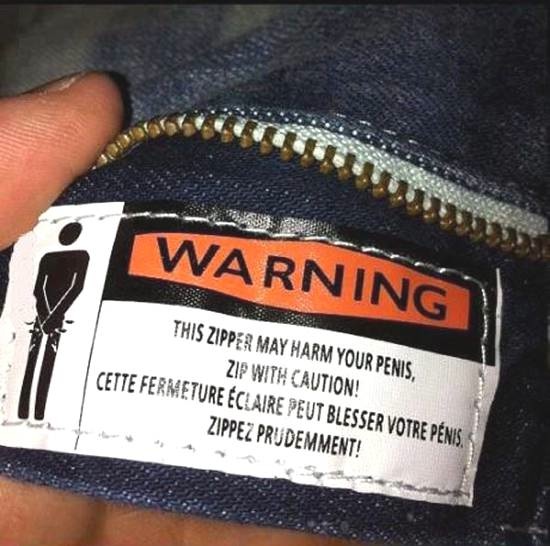 WARNING
THIS ZIPPER MAY HARM YOUR PENIS,
ZIP WITH CAUTION!
CETTE FERMETURE ÉCLAIRE PEUT BLESSER VOTRE PÉNIS.
ZIPPEZ PRUDEMMENT!